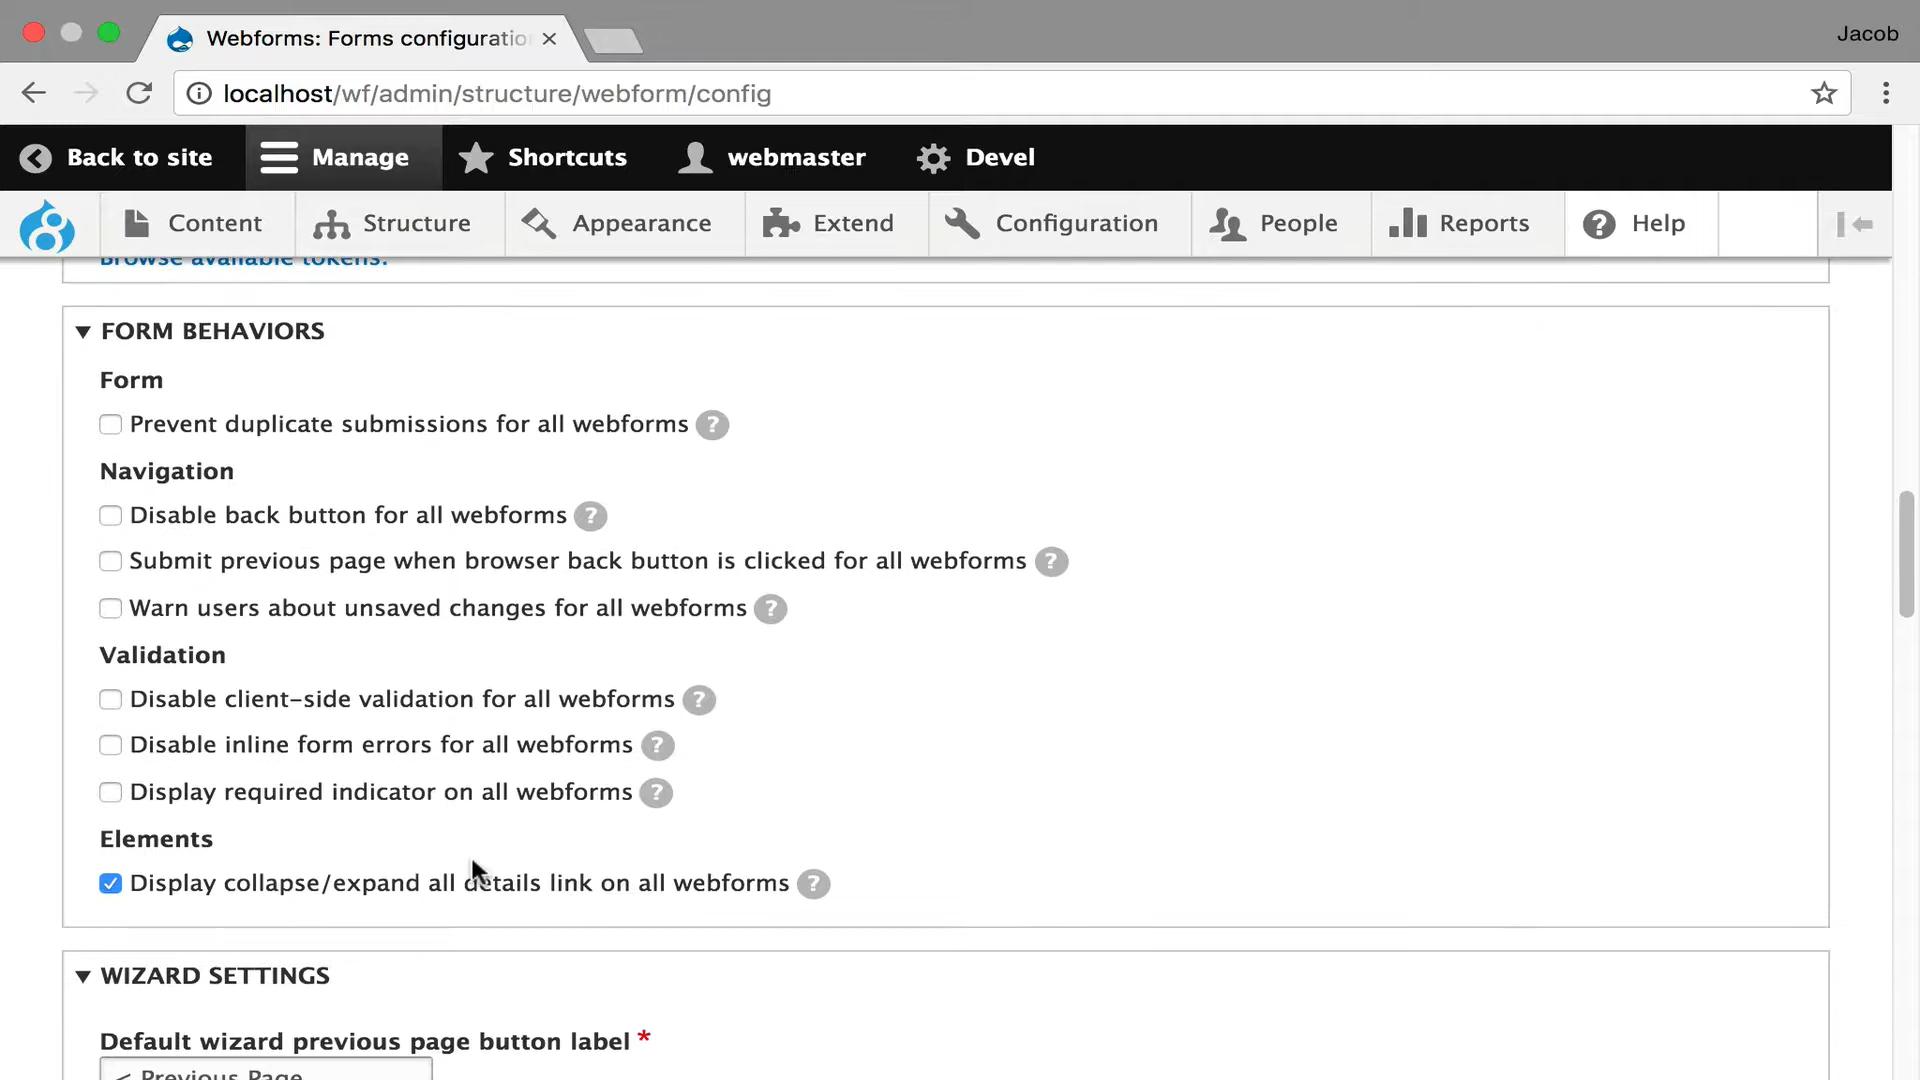 Webforms: Forms configuratio
Jacob
localhost/wf/admin/structure/webform/config
Back to site Manage Shortcuts webmaster Devel
Content Structure Appearance Extend Configuration People Reports Help
Browse available tokens.
FORM BEHAVIORS
Form
Prevent duplicate submissions for all webforms ?
Navigation
Disable back button for all webforms ?
Submit previous page when browser back button is clicked for all webforms ?
Warn users about unsaved changes for all webforms ?
Validation
Disable client-side validation for all webforms ?
Disable inline form errors for all webforms ?
Display required indicator on all webforms ?
Elements
Display collapse/expand all details link on all webforms ?
WIZARD SETTINGS
Default wizard previous page button label *
< Previous Page